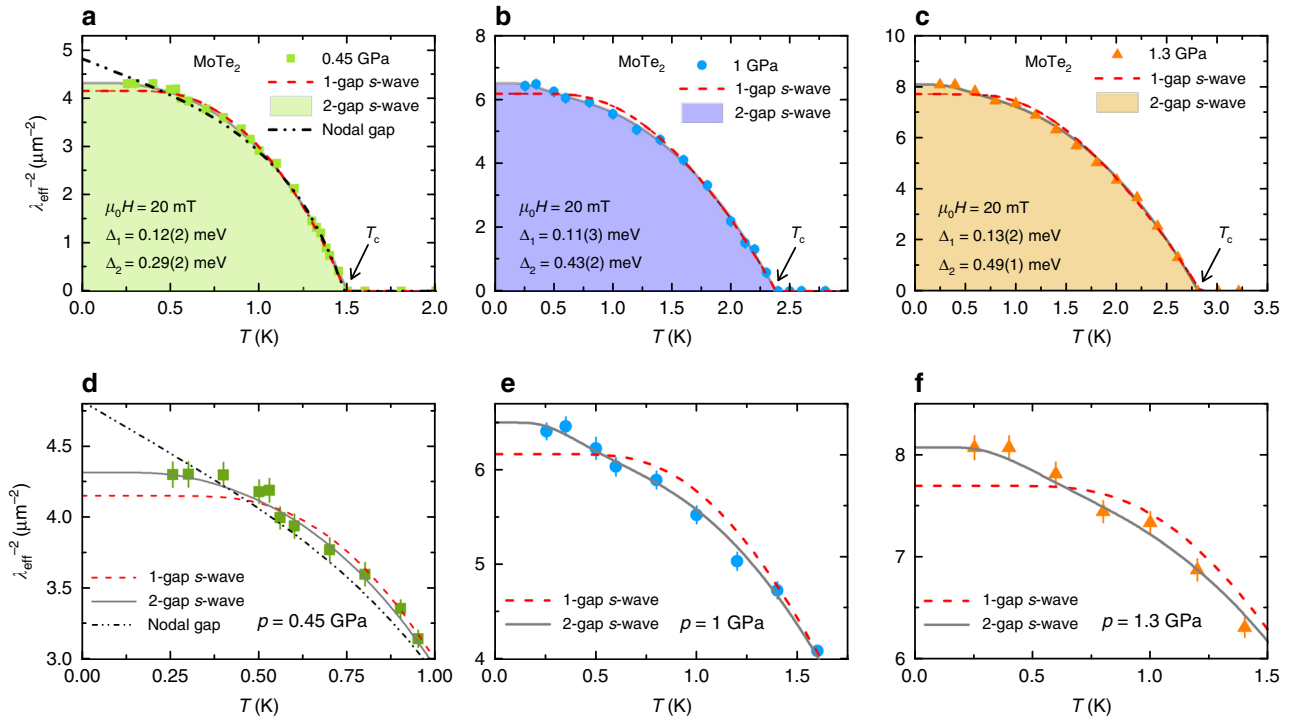 a
MoTe2
0.45 GPa
1-gap s-wave
2-gap s-wave
Nodal gap
μ0H = 20 mT
Δ1 = 0.12(2) meV
Δ2 = 0.29(2) meV
Tc
λeff−2 (μm−2)
5
4
3
2
1
0
0.0 0.5 1.0 1.5 2.0
T (K)
b
MoTe2
1 GPa
1-gap s-wave
2-gap s-wave
μ0H = 20 mT
Δ1 = 0.11(3) meV
Δ2 = 0.43(2) meV
Tc
8
6
4
2
0
0.0 0.5 1.0 1.5 2.0 2.5
T (K)
c
MoTe2
1.3 GPa
1-gap s-wave
2-gap s-wave
μ0H = 20 mT
Δ1 = 0.13(2) meV
Δ2 = 0.49(1) meV
Tc
10
8
6
4
2
0
0.0 0.5 1.0 1.5 2.0 2.5 3.0 3.5
T (K)
d
λeff−2 (μm−2)
4.5
4.0
3.5
3.0
1-gap s-wave
2-gap s-wave
Nodal gap
p = 0.45 GPa
0.00 0.25 0.50 0.75 1.00
T (K)
e
6
5
4
1-gap s-wave
2-gap s-wave
p = 1 GPa
0.0 0.5 1.0 1.5
T (K)
f
8
7
6
1-gap s-wave
2-gap s-wave
p = 1.3 GPa
0.0 0.5 1.0 1.5
T (K)